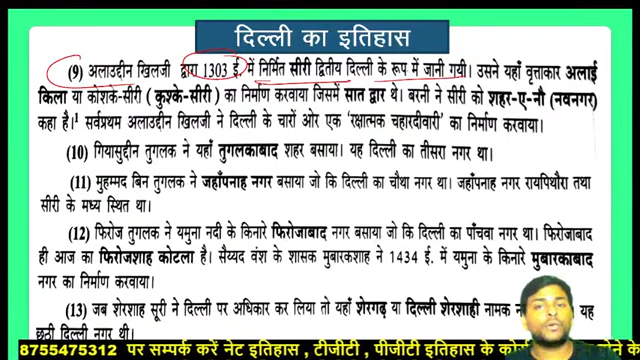 दिल्ली का इतिहास
(9) अलाउद्दीन खिलजी द्वारा 1303 ई. में निर्मित सीरी द्वितीय दिल्ली के रूप में जानी गयी। उसने यहाँ वृत्ताकार अलाई
किला या कोशके-सीरी ( कुश्के-सीरी ) का निर्माण करवाया जिसमें सात द्वार थे। बरनी ने सीरी को शहर-ए-नौ (नवनगर)
कहा है।¹ सर्वप्रथम अलाउद्दीन खिलजी ने दिल्ली के चारों ओर एक 'रक्षात्मक चहारदीवारी' का निर्माण करवाया।
(10) गियासुद्दीन तुगलक ने यहाँ तुगलकाबाद शहर बसाया। यह दिल्ली का तीसरा नगर था।
(11) मुहम्मद बिन तुगलक ने जहाँपनाह नगर बसाया जो कि दिल्ली का चौथा नगर था। जहाँपनाह नगर रायपिथौरा तथा
सीरी के मध्य स्थित था।
(12) फिरोज तुगलक ने यमुना नदी के किनारे फिरोजाबाद नगर बसाया जो कि दिल्ली का पाँचवा नगर था। फिरोजाबाद
ही आज का फिरोजशाह कोटला है। सैय्यद वंश के शासक मुबारकशाह ने 1434 ई. में यमुना के किनारे मुबारकाबाद
नगर का निर्माण करवाया।
(13) जब शेरशाह सूरी ने दिल्ली पर अधिकार कर लिया तो यहाँ शेरगढ़ या दिल्ली शेरशाही नामक यह
छठी दिल्ली नगर थी।
8755475312 पर सम्पर्क करें नेट इतिहास , टीजीटी , पीजीटी इतिहास के होने के